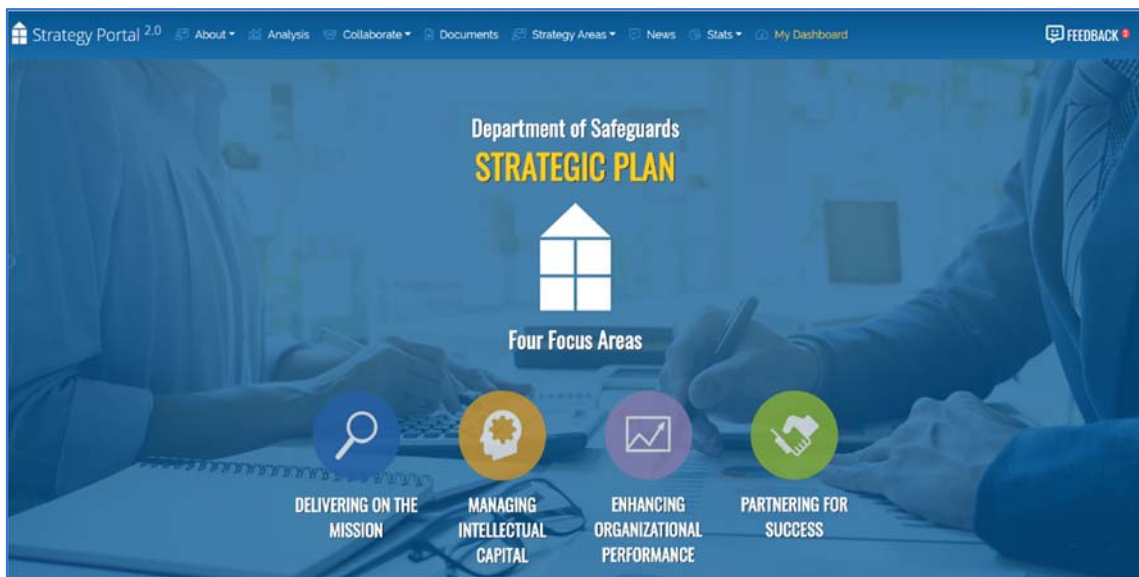 Strategy Portal 2.0 About Analysis Collaborate Documents Strategy Areas News Stats My Dashboard FEEDBACK
Department of Safeguards
STRATEGIC PLAN
Four Focus Areas
DELIVERING ON THE
MISSION
MANAGING
INTELLECTUAL
CAPITAL
ENHANCING
ORGANIZATIONAL
PERFORMANCE
PARTNERING FOR
SUCCESS